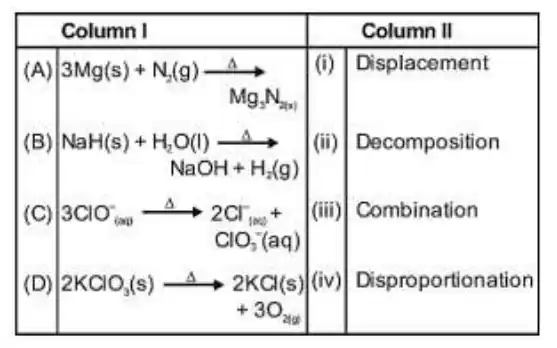 Column I Column II
(A) 3Mg(s) + N₂(g) —Δ→ (i) Displacement
Mg₃N₂₍ₛ₎
(B) NaH(s) + H₂O(l) —Δ→ (ii) Decomposition
NaOH + H₂(g)
(C) 3ClO⁻₍aq₎ —Δ→ 2Cl⁻₍aq₎ + (iii) Combination
ClO₃⁻(aq)
(D) 2KClO₃(s) —Δ→ 2KCl(s) (iv) Disproportionation
+ 3O₂₍g₎